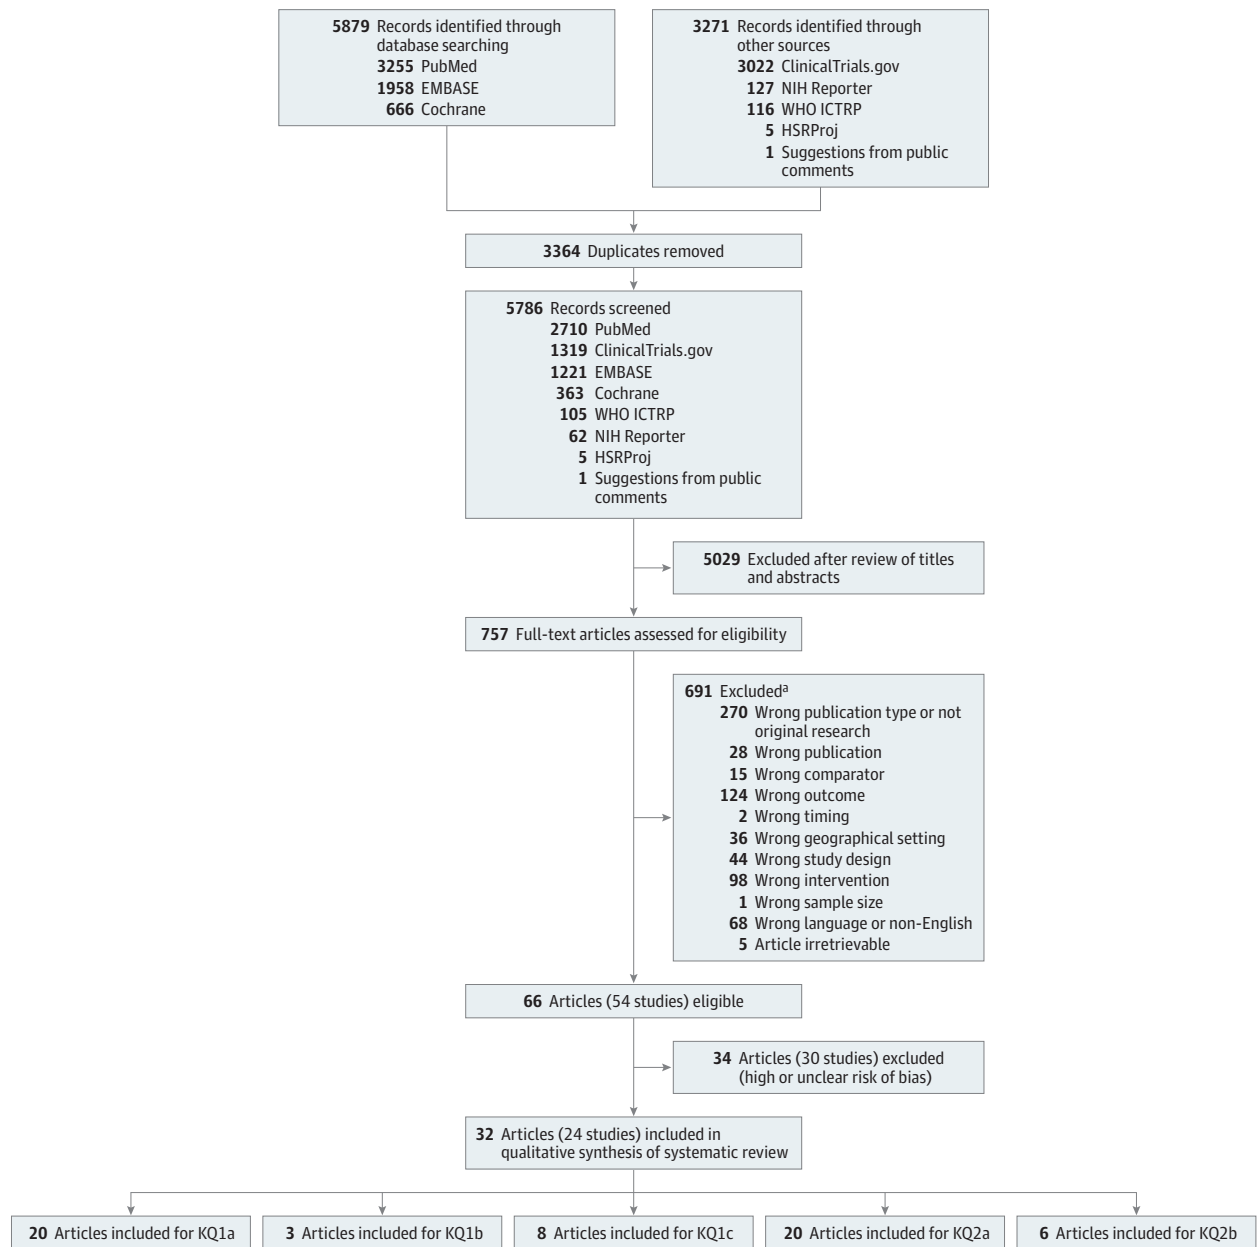 5879 Records identified through
database searching
3255 PubMed
1958 EMBASE
666 Cochrane
3271 Records identified through
other sources
3022 ClinicalTrials.gov
127 NIH Reporter
116 WHO ICTRP
5 HSRProj
1 Suggestions from public
comments
3364 Duplicates removed
5786 Records screened
2710 PubMed
1319 ClinicalTrials.gov
1221 EMBASE
363 Cochrane
105 WHO ICTRP
62 NIH Reporter
5 HSRProj
1 Suggestions from public
comments
5029 Excluded after review of titles
and abstracts
757 Full-text articles assessed for eligibility
691 Excludedª
270 Wrong publication type or not
original research
28 Wrong publication
15 Wrong comparator
124 Wrong outcome
2 Wrong timing
36 Wrong geographical setting
44 Wrong study design
98 Wrong intervention
1 Wrong sample size
68 Wrong language or non-English
5 Article irretrievable
66 Articles (54 studies) eligible
34 Articles (30 studies) excluded
(high or unclear risk of bias)
32 Articles (24 studies) included in
qualitative synthesis of systematic review
20 Articles included for KQ1a
3 Articles included for KQ1b
8 Articles included for KQ1c
20 Articles included for KQ2a
6 Articles included for KQ2b